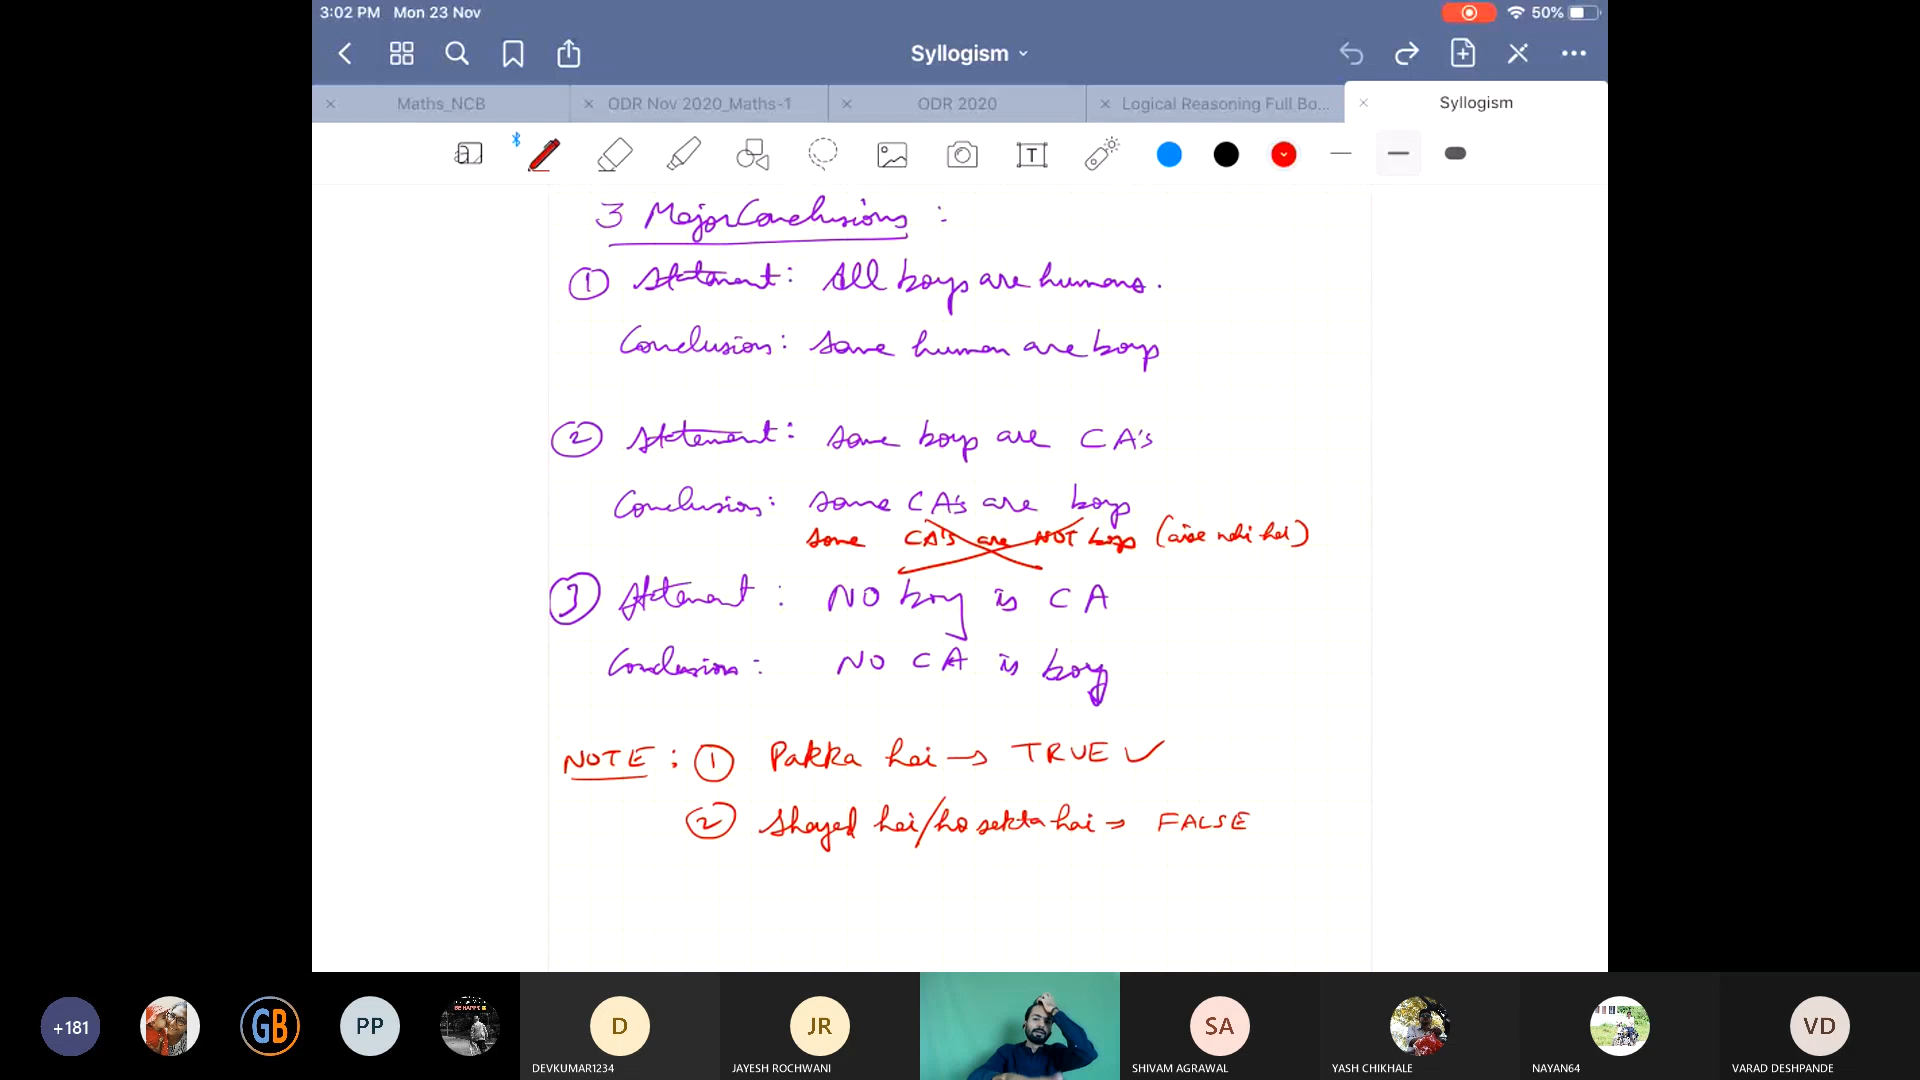 3:02 PM Mon 23 Nov
50%
Syllogism
Maths_NCB
ODR Nov 2020_Maths-1
ODR 2020
Logical Reasoning Full Bo...
Syllogism
3 Major Conclusions :
① Statement : All boys are humans.
Conclusion : Some human are boys
② Statement : Some boys are CA's
Conclusion : Some CA's are boys
Some CA's are NOT boys (aise nahi hai)
③ Statement : NO boy is CA
Conclusion : NO CA is boy
NOTE : ① Pakka hai → TRUE ✓
② Shayad hai/ho sekta hai → FALSE
+181
GB
PP
BE HAPPY
D
JR
SA
VD
DEVKUMAR1234
JAYESH ROCHWANI
SHIVAM AGRAWAL
YASH CHIKHALE
NAYAN64
VARAD DESHPANDE